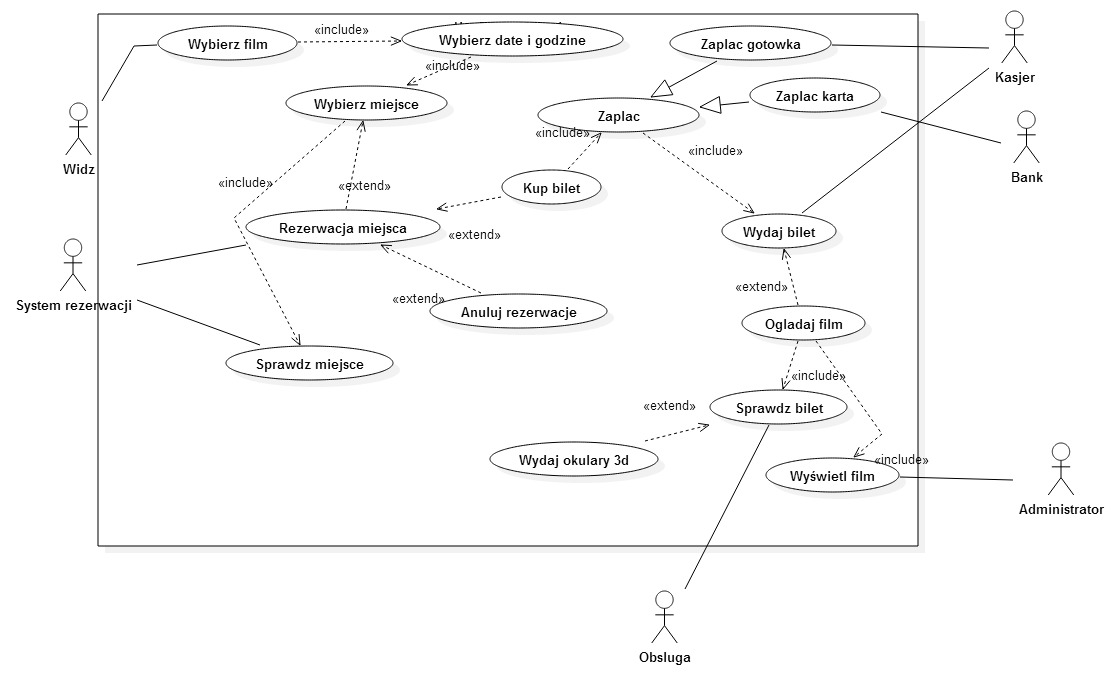 «include»
Wybierz film
Wybierz date i godzine
Zaplac gotowka
Kasjer
«include»
Wybierz miejsce
Zaplac karta
Zaplac
«include»
«include»
Widz
Bank
«include»
«extend»
Kup bilet
Rezerwacja miejsca
«extend»
Wydaj bilet
System rezerwacji
«extend»
«extend»
Anuluj rezerwacje
Ogladaj film
Sprawdz miejsce
«include»
«extend»
Sprawdz bilet
Wydaj okulary 3d
«include»
Wyświetl film
Administrator
Obsluga